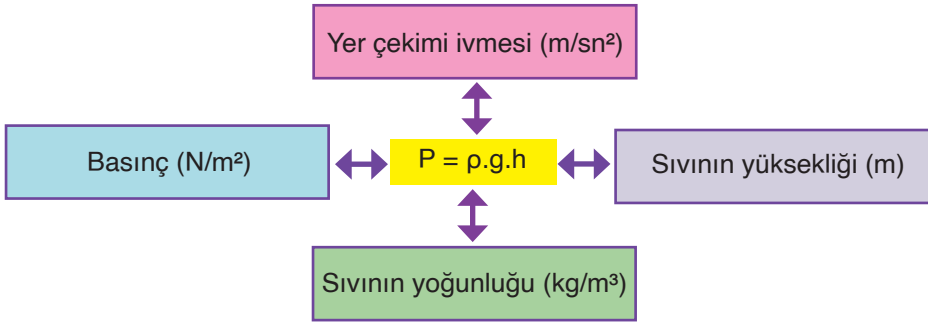 Yer çekimi ivmesi (m/sn²)
Basınç (N/m²)
P = ρ.g.h
Sıvının yüksekliği (m)
Sıvının yoğunluğu (kg/m³)